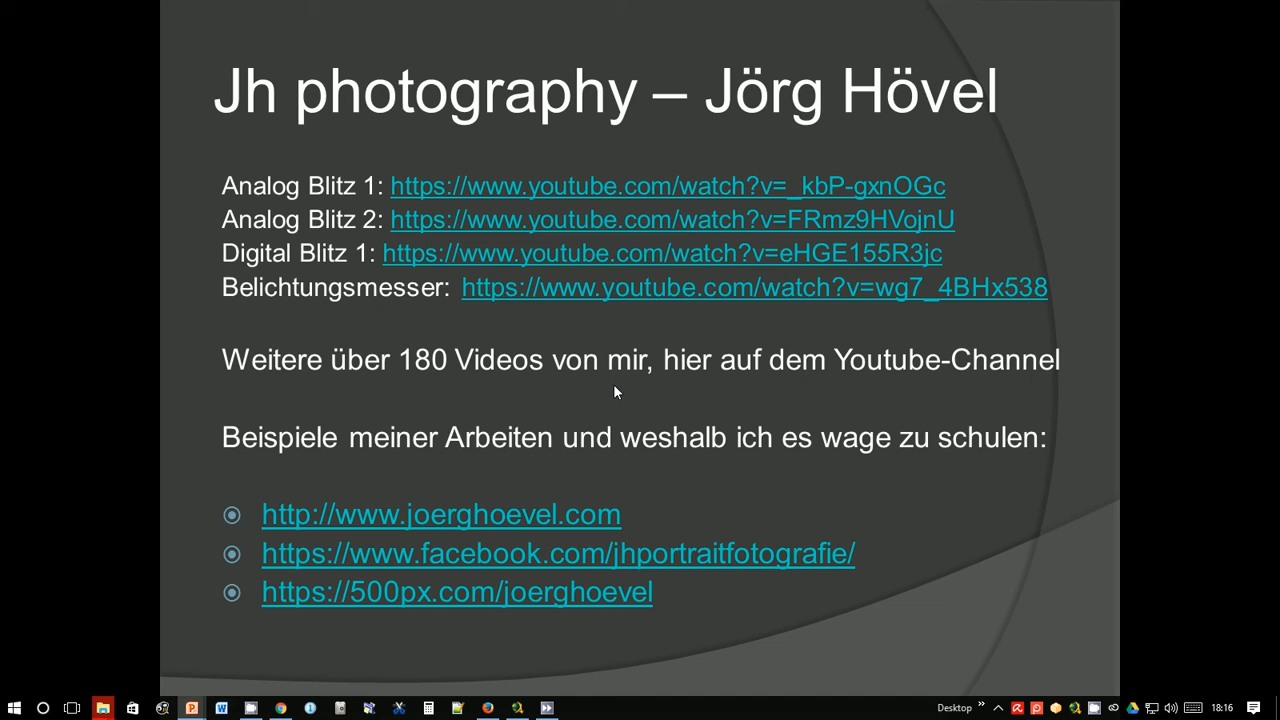 Jh photography – Jörg Hövel
Analog Blitz 1: https://www.youtube.com/watch?v=_kbP-gxnOGc
Analog Blitz 2: https://www.youtube.com/watch?v=FRmz9HVojnU
Digital Blitz 1: https://www.youtube.com/watch?v=eHGE155R3jc
Belichtungsmesser: https://www.youtube.com/watch?v=wg7_4BHx538
Weitere über 180 Videos von mir, hier auf dem Youtube-Channel
Beispiele meiner Arbeiten und weshalb ich es wage zu schulen:
http://www.joerghoevel.com
https://www.facebook.com/jhportraitfotografie/
https://500px.com/joerghoevel
Desktop
18:16